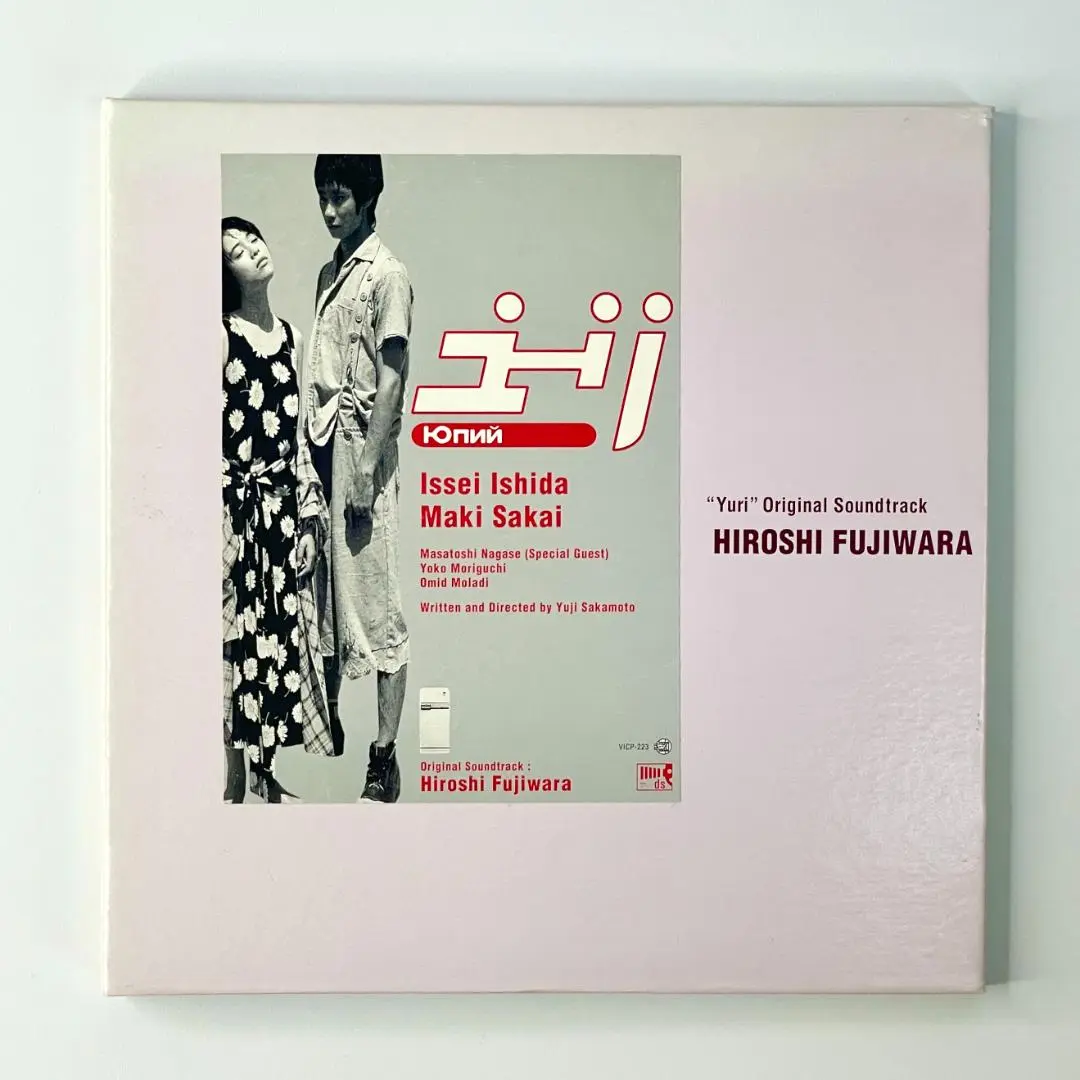 ユーリ
Юпий
Issei Ishida
Maki Sakai
Masatoshi Nagase (Special Guest)
Yoko Moriguchi
Omid Moladi
Written and Directed by Yuji Sakamoto
VICP-223
Original Soundtrack :
Hiroshi Fujiwara
ds
"Yuri" Original Soundtrack
HIROSHI FUJIWARA